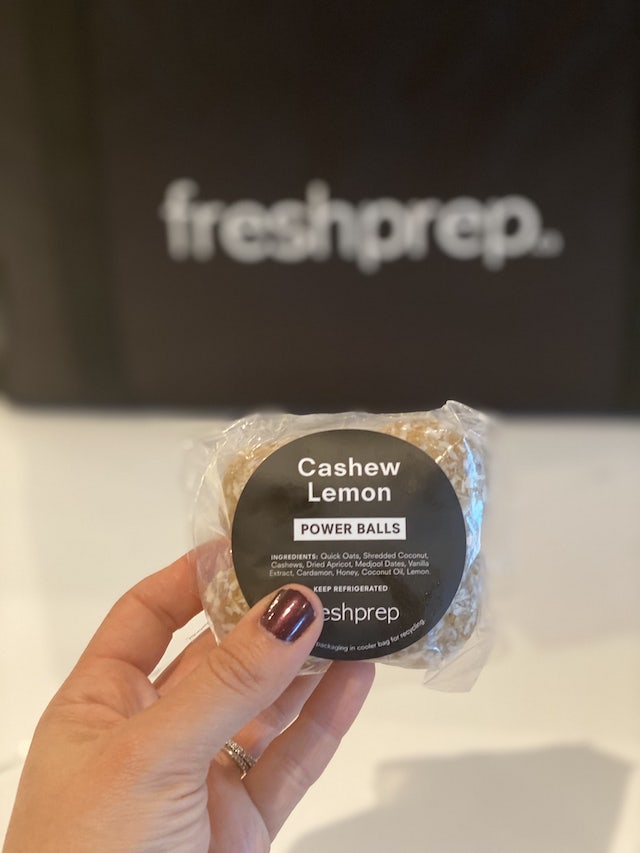 freshprep.
Cashew
Lemon
POWER BALLS
INGREDIENTS: Quick Oats, Shredded Coconut,
Cashews, Dried Apricot, Medjool Dates, Vanilla
Extract, Cardamon, Honey, Coconut Oil, Lemon.
KEEP REFRIGERATED
eshprep
packaging in cooler bag for recycling.